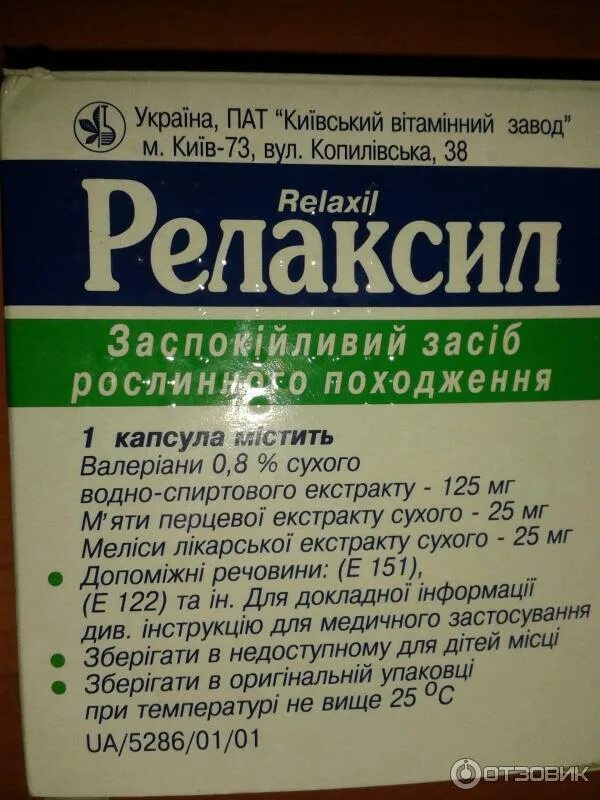 Україна, ПАТ "Київський вітамінний завод"
м. Київ-73, вул. Копилівська, 38
Relaxil
Релаксил
Заспокійливий засіб
рослинного походження
1 капсула містить
Валеріани 0,8 % сухого
водно-спиртового екстракту - 125 мг
М'яти перцевої екстракту сухого - 25 мг
Меліси лікарської екстракту сухого - 25 мг
• Допоміжні речовини: (Е 151),
(Е 122) та ін. Для докладної інформації
див. інструкцію для медичного застосування
• Зберігати в недоступному для дітей місці
• Зберігати в оригінальній упаковці
при температурі не вище 25 °С
UA/5286/01/01
ОТЗОВИК